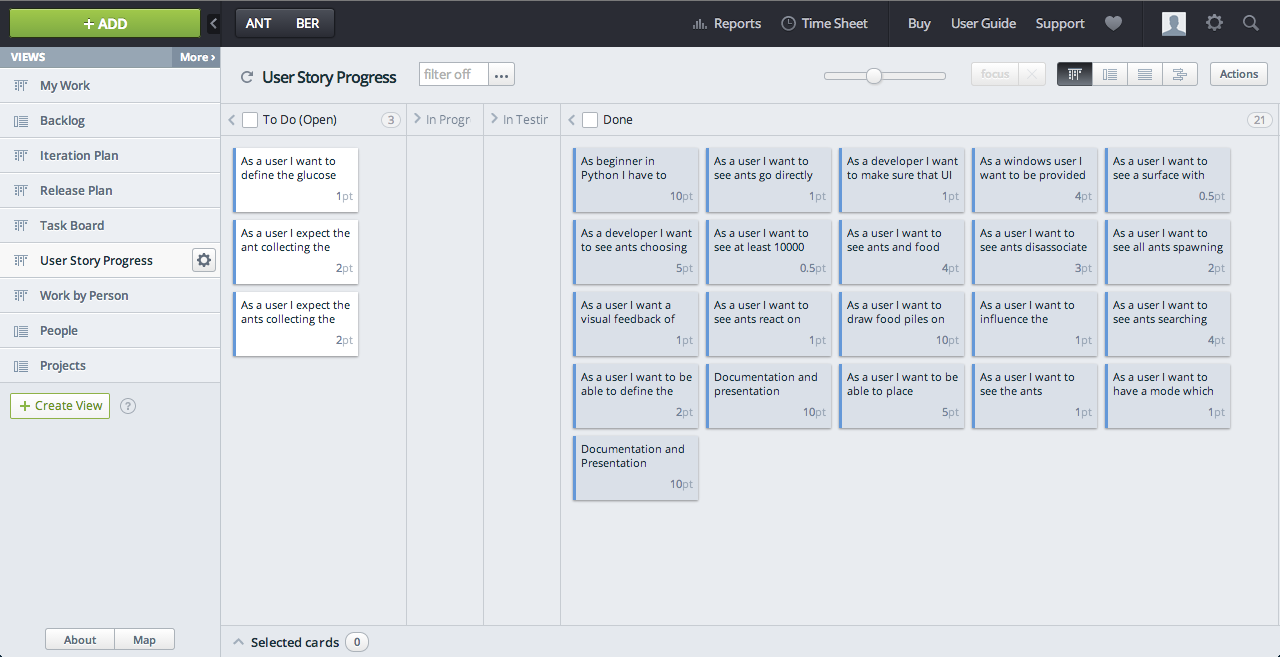 + ADD
ANT BER
Reports Time Sheet Buy User Guide Support
VIEWS More ›
My Work
Backlog
Iteration Plan
Release Plan
Task Board
User Story Progress
Work by Person
People
Projects
+ Create View ?
About Map
User Story Progress filter off ... focus Actions
To Do (Open) 3
In Progr
In Testir
Done 21
As a user I want to
define the glucose
1pt
As a user I expect the
ant collecting the
2pt
As a user I expect the
ants collecting the
2pt
As beginner in
Python I have to
10pt
As a user I want to
see ants go directly
1pt
As a developer I want
to make sure that UI
1pt
As a windows user I
want to be provided
4pt
As a user I want to
see a surface with
0.5pt
As a developer I want
to see ants choosing
5pt
As a user I want to
see at least 10000
0.5pt
As a user I want to
see ants and food
4pt
As a user I want to
see ants disassociate
3pt
As a user I want to
see all ants spawning
2pt
As a user I want a
visual feedback of
1pt
As a user I want to
see ants react on
1pt
As a user I want to
draw food piles on
10pt
As a user I want to
influence the
1pt
As a user I want to
see ants searching
4pt
As a user I want to be
able to define the
2pt
Documentation and
presentation
10pt
As a user I want to be
able to place
5pt
As a user I want to
see the ants
1pt
As a user I want to
have a mode which
1pt
Documentation and
Presentation
10pt
Selected cards 0